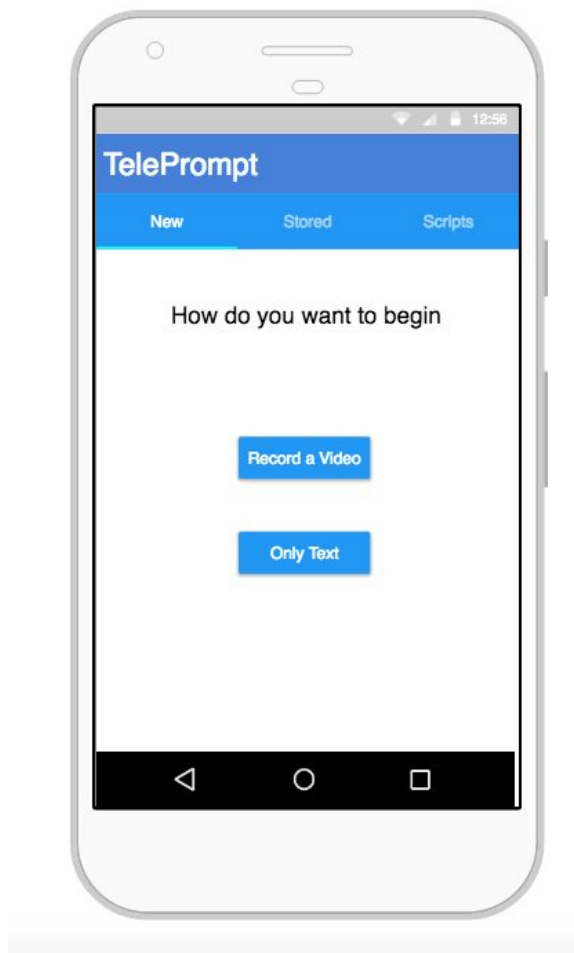 12:56
TelePrompt
New Stored Scripts
How do you want to begin
Record a Video
Only Text